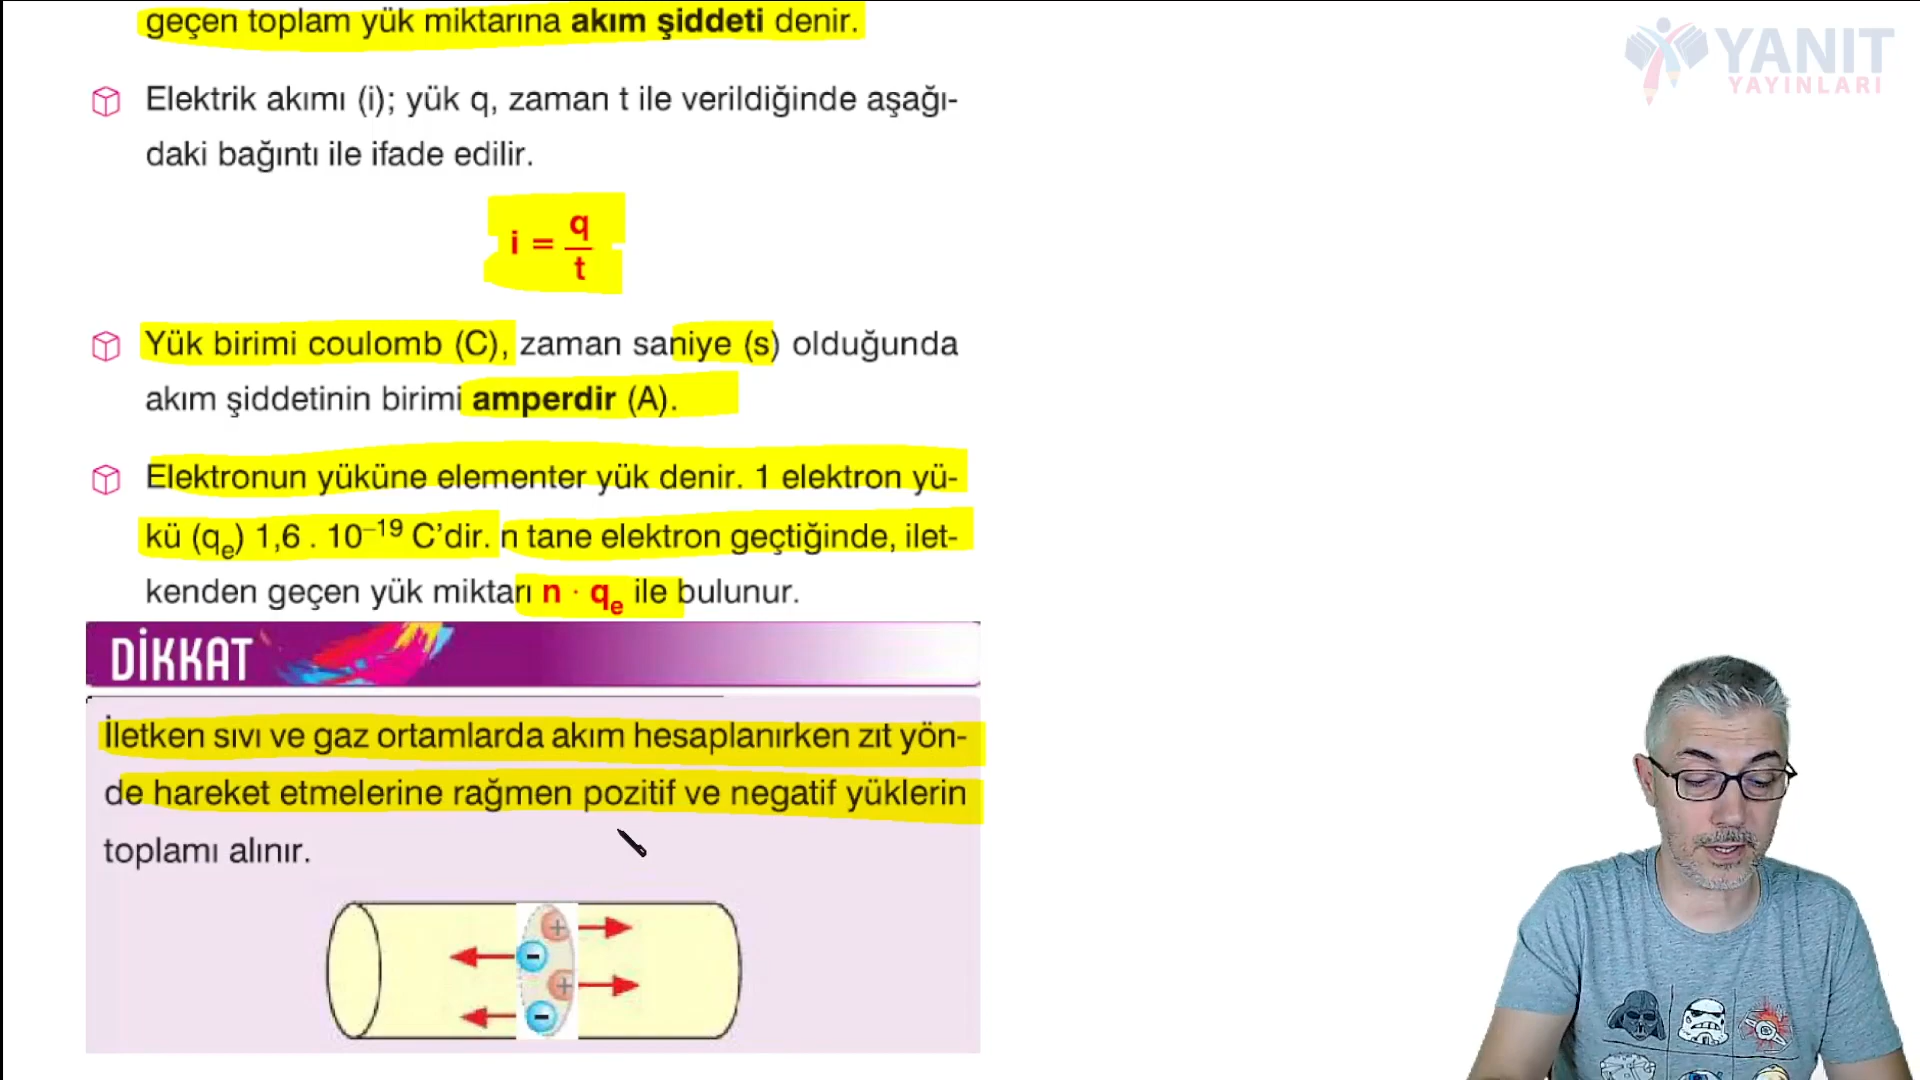 geçen toplam yük miktarına akım şiddeti denir.
YANIT
YAYINLARI
Elektrik akımı (i); yük q, zaman t ile verildiğinde aşağı-
daki bağıntı ile ifade edilir.
i = q/t
Yük birimi coulomb (C), zaman saniye (s) olduğunda
akım şiddetinin birimi amperdir (A).
Elektronun yüküne elementer yük denir. 1 elektron yü-
kü (qₑ) 1,6 . 10⁻¹⁹ C’dir. n tane elektron geçtiğinde, ilet-
kenden geçen yük miktarı n · qₑ ile bulunur.
DİKKAT
İletken sıvı ve gaz ortamlarda akım hesaplanırken zıt yön-
de hareket etmelerine rağmen pozitif ve negatif yüklerin
toplamı alınır.
+
-
+
-